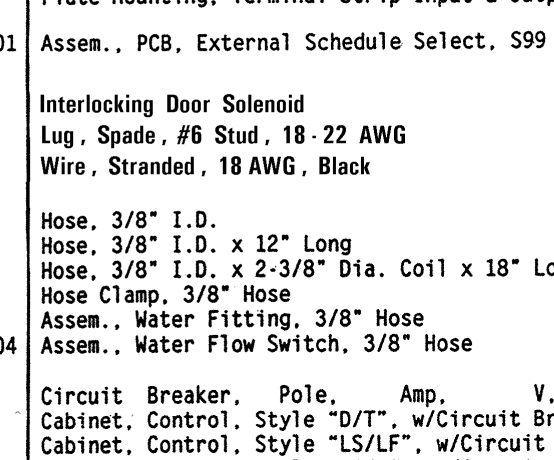 01 Assem., PCB, External Schedule Select, S99
Interlocking Door Solenoid
Lug, Spade, #6 Stud, 18-22 AWG
Wire, Stranded, 18 AWG, Black
Hose, 3/8" I.D.
Hose, 3/8" I.D. x 12" Long
Hose, 3/8" I.D. x 2-3/8" Dia. Coil x 18" Lo
Hose Clamp, 3/8" Hose
Assem., Water Fitting, 3/8" Hose
04 Assem., Water Flow Switch, 3/8" Hose
Circuit Breaker, Pole, Amp, V,
Cabinet, Control, Style "D/T", w/Circuit Br
Cabinet, Control, Style "LS/LF", w/Circuit